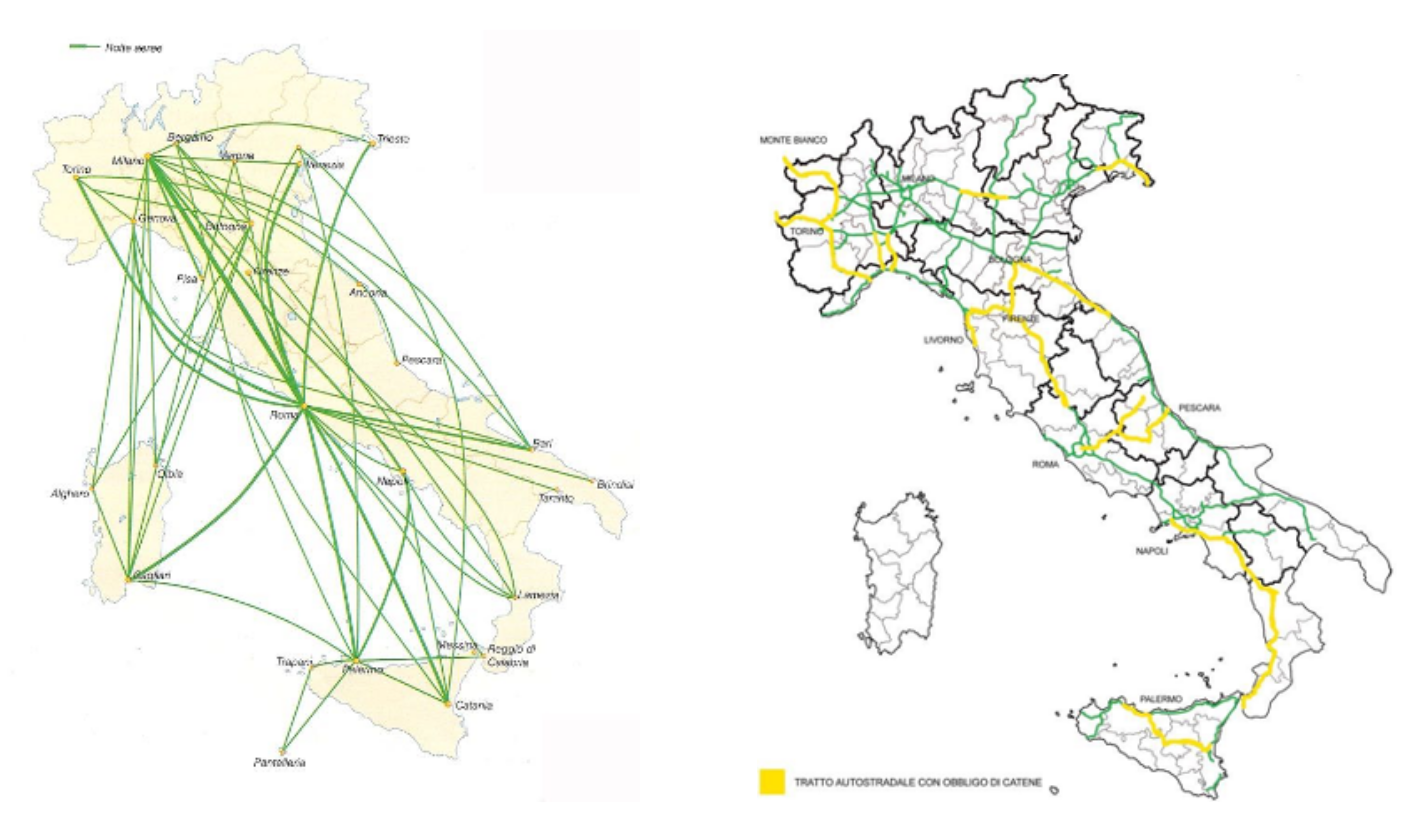 Rotte aeree
Bergamo
Trieste
Milano
Verona
Venezia
Torino
Genova
Bologna
Pisa
Firenze
Ancona
Pescara
Roma
Bari
Olbia
Napoli
Alghero
Brindisi
Taranto
Cagliari
Lamezia
Messina
Reggio di
Calabria
Trapani
Palermo
Catania
Pantelleria
MONTE BIANCO
MILANO
TORINO
BOLOGNA
FIRENZE
LIVORNO
PESCARA
ROMA
NAPOLI
PALERMO
TRATTO AUTOSTRADALE CON OBBLIGO DI CATENE